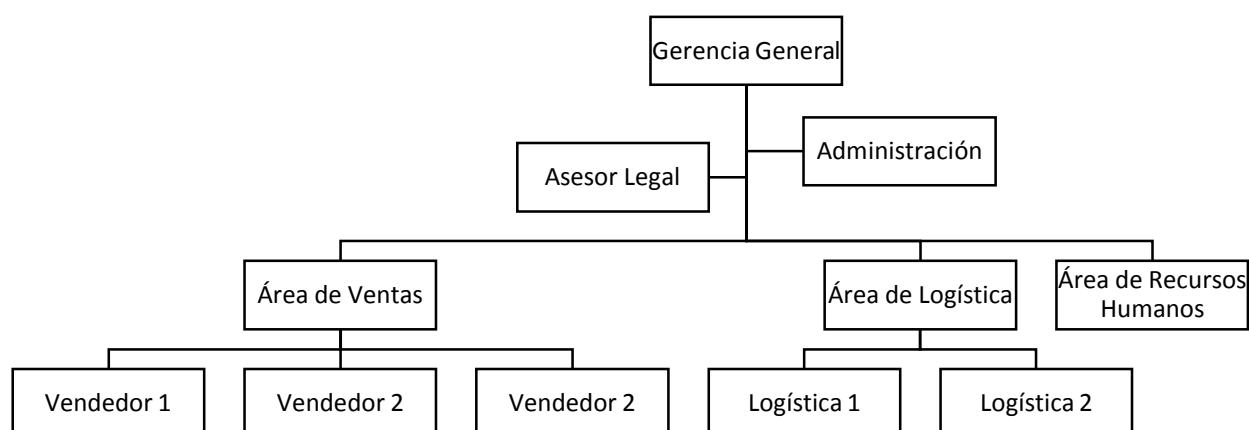 Gerencia General
Administración
Asesor Legal
Área de Ventas
Área de Logística
Área de Recursos
Humanos
Vendedor 1
Vendedor 2
Vendedor 2
Logística 1
Logística 2